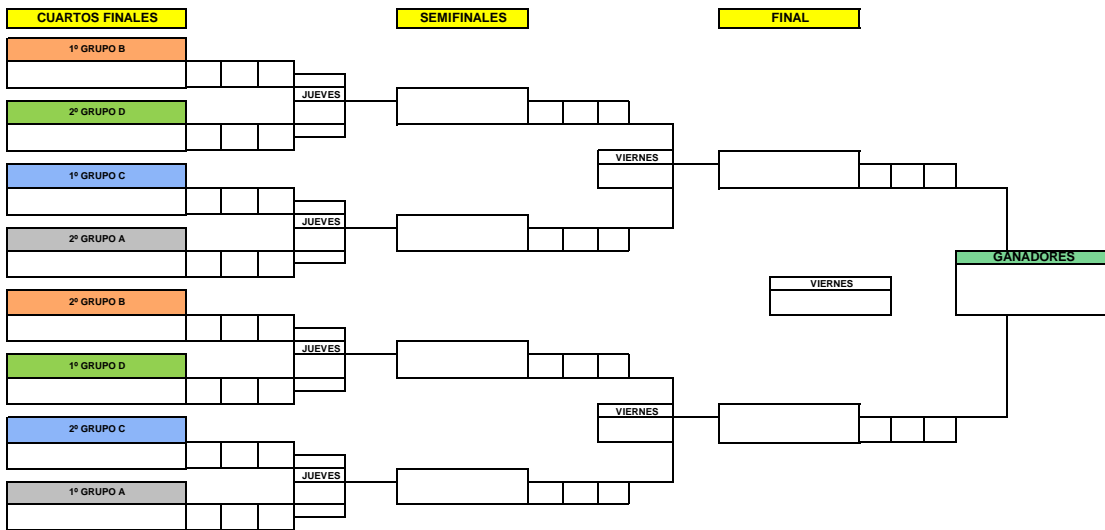 CUARTOS FINALES
SEMIFINALES
FINAL
1º GRUPO B
JUEVES
2º GRUPO D
VIERNES
1º GRUPO C
JUEVES
2º GRUPO A
GANADORES
VIERNES
2º GRUPO B
JUEVES
1º GRUPO D
VIERNES
2º GRUPO C
JUEVES
1º GRUPO A